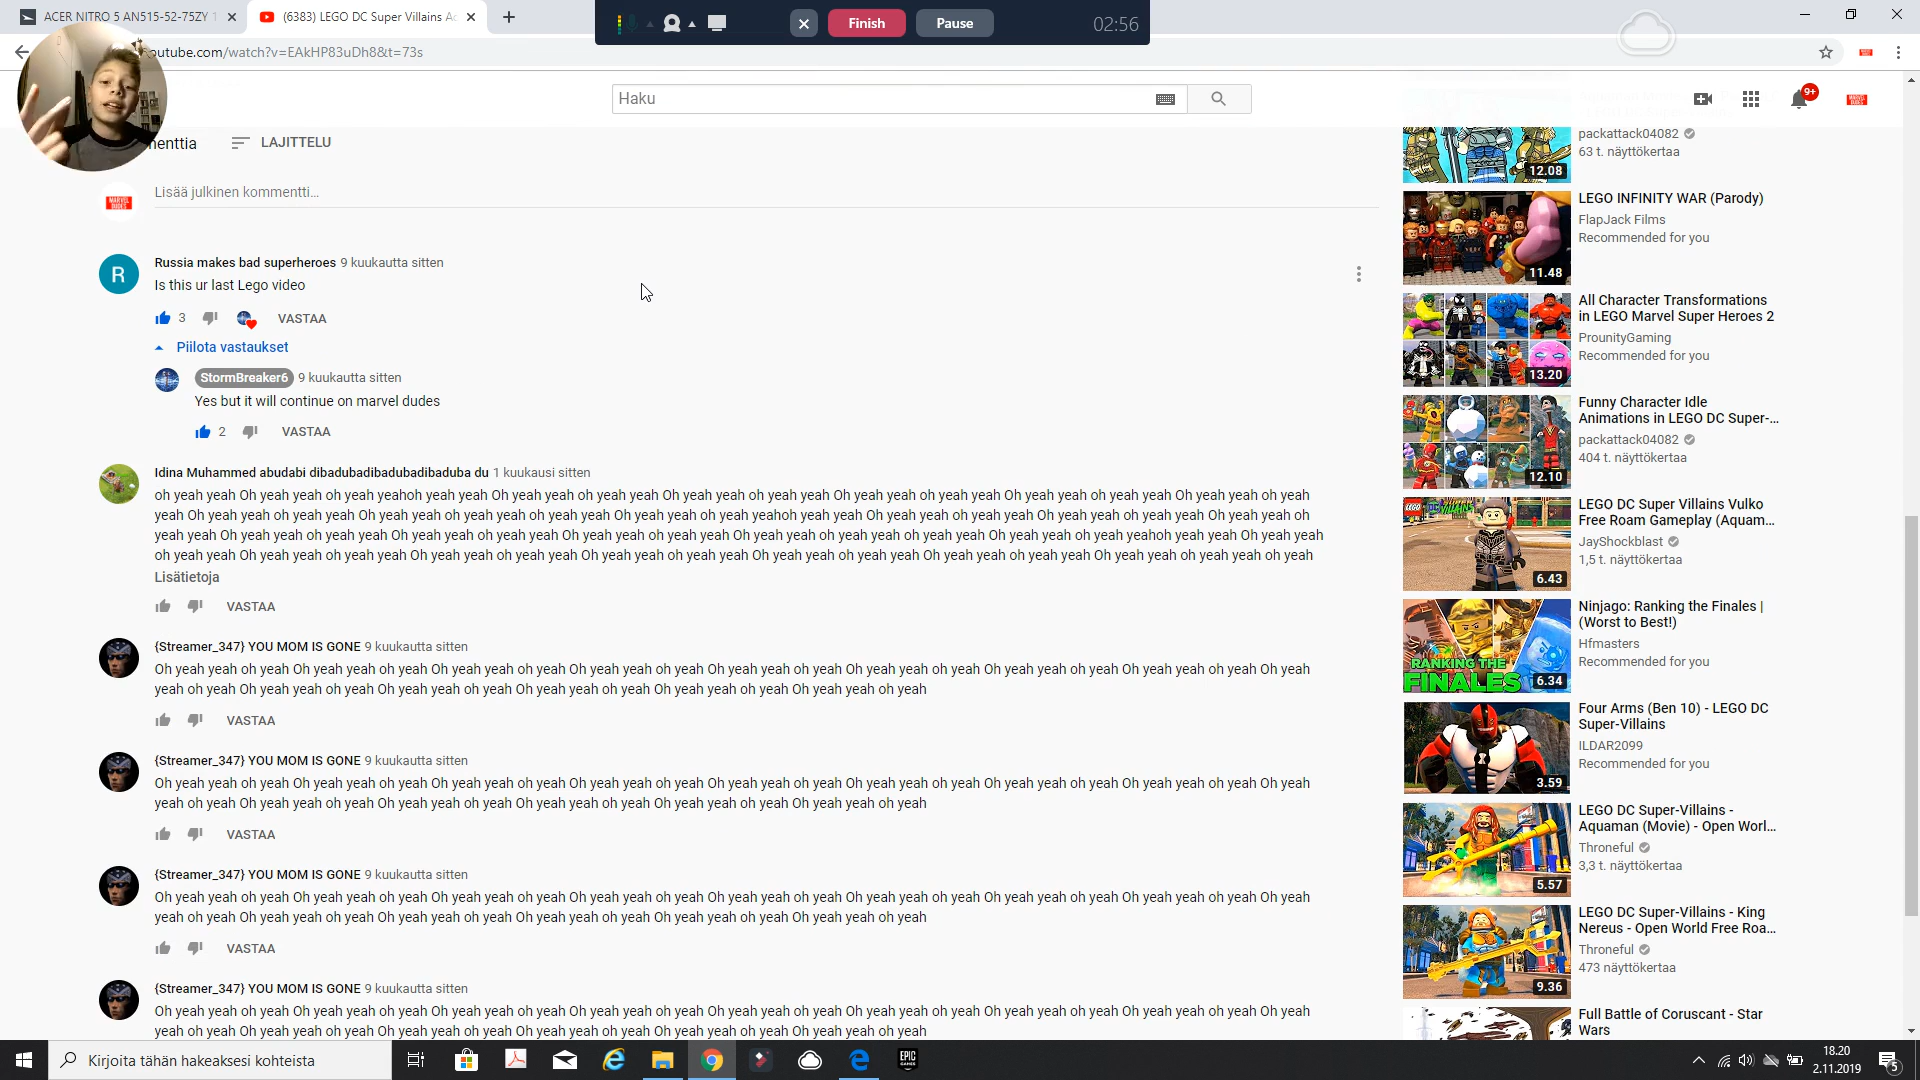 ACER NITRO 5 AN515-52-75ZY 1
(6383) LEGO DC Super Villains Ac
Finish
Pause
02:56
outube.com/watch?v=EAkHP83uDh8&t=73s
Haku
9+
MARVEL DUDES
nenttia
LAJITTELU
Lisää julkinen kommentti...
MARVEL DUDES
R
Russia makes bad superheroes 9 kuukautta sitten
Is this ur last Lego video
3
VASTAA
Piilota vastaukset
StormBreaker6 9 kuukautta sitten
Yes but it will continue on marvel dudes
2
VASTAA
Idina Muhammed abudabi dibadubadibadubadibaduba du 1 kuukausi sitten
oh yeah yeah Oh yeah yeah oh yeah yeahoh yeah yeah Oh yeah yeah oh yeah yeah Oh yeah yeah oh yeah yeah Oh yeah yeah oh yeah yeah Oh yeah yeah oh yeah yeah Oh yeah yeah oh yeah
yeah Oh yeah yeah oh yeah yeah Oh yeah yeah oh yeah yeah oh yeah yeah Oh yeah yeah oh yeah yeahoh yeah yeah Oh yeah yeah oh yeah yeah Oh yeah yeah oh yeah yeah Oh yeah yeah oh
yeah yeah Oh yeah yeah oh yeah yeah Oh yeah yeah oh yeah yeah Oh yeah yeah oh yeah yeah oh yeah yeah Oh yeah yeah oh yeahoh yeah yeah Oh yeah yeah
oh yeah yeah Oh yeah yeah oh yeah yeah Oh yeah yeah oh yeah yeah Oh yeah yeah oh yeah yeah Oh yeah yeah oh yeah yeah Oh yeah yeah oh yeah yeah Oh yeah yeah oh yeah yeah oh yeah
Lisätietoja
VASTAA
{Streamer_347} YOU MOM IS GONE 9 kuukautta sitten
Oh yeah yeah oh yeah Oh yeah yeah oh yeah Oh yeah yeah oh yeah Oh yeah yeah oh yeah Oh yeah yeah oh yeah Oh yeah yeah oh yeah Oh yeah yeah oh yeah Oh yeah yeah oh yeah Oh yeah
yeah oh yeah Oh yeah yeah oh yeah Oh yeah yeah oh yeah Oh yeah yeah oh yeah Oh yeah yeah oh yeah Oh yeah yeah oh yeah
VASTAA
{Streamer_347} YOU MOM IS GONE 9 kuukautta sitten
Oh yeah yeah oh yeah Oh yeah yeah oh yeah Oh yeah yeah oh yeah Oh yeah yeah oh yeah Oh yeah yeah oh yeah Oh yeah yeah oh yeah Oh yeah yeah oh yeah Oh yeah yeah oh yeah Oh yeah
yeah oh yeah Oh yeah yeah oh yeah Oh yeah yeah oh yeah Oh yeah yeah oh yeah Oh yeah yeah oh yeah Oh yeah yeah oh yeah
VASTAA
{Streamer_347} YOU MOM IS GONE 9 kuukautta sitten
Oh yeah yeah oh yeah Oh yeah yeah oh yeah Oh yeah yeah oh yeah Oh yeah yeah oh yeah Oh yeah yeah oh yeah Oh yeah yeah oh yeah Oh yeah yeah oh yeah Oh yeah yeah oh yeah Oh yeah
yeah oh yeah Oh yeah yeah oh yeah Oh yeah yeah oh yeah Oh yeah yeah oh yeah Oh yeah yeah oh yeah Oh yeah yeah oh yeah
VASTAA
{Streamer_347} YOU MOM IS GONE 9 kuukautta sitten
Oh yeah yeah oh yeah Oh yeah yeah oh yeah Oh yeah yeah oh yeah Oh yeah yeah oh yeah Oh yeah yeah oh yeah Oh yeah yeah oh yeah Oh yeah yeah oh yeah Oh yeah yeah oh yeah Oh yeah
yeah oh yeah Oh yeah yeah oh yeah Oh yeah yeah oh yeah Oh yeah yeah oh yeah Oh yeah yeah oh yeah Oh yeah yeah oh yeah
packattack04082
63 t. näyttökertaa
12.08
LEGO INFINITY WAR (Parody)
FlapJack Films
Recommended for you
11.48
All Character Transformations
in LEGO Marvel Super Heroes 2
ProunityGaming
Recommended for you
13.20
Funny Character Idle
Animations in LEGO DC Super-...
packattack04082
404 t. näyttökertaa
12.10
LEGO DC Super Villains Vulko
Free Roam Gameplay (Aquam...
JayShockblast
1,5 t. näyttökertaa
6.43
Ninjago: Ranking the Finales |
(Worst to Best!)
Hfmasters
Recommended for you
RANKING THE
FINALES
6.34
Four Arms (Ben 10) - LEGO DC
Super-Villains
ILDAR2099
Recommended for you
3.59
LEGO DC Super-Villains -
Aquaman (Movie) - Open Worl...
Throneful
3,3 t. näyttökertaa
5.57
LEGO DC Super-Villains - King
Nereus - Open World Free Roa...
Throneful
473 näyttökertaa
9.36
Full Battle of Coruscant - Star
Wars
Kirjoita tähän hakeaksesi kohteista
EPIC GAMES
18.20
2.11.2019
5